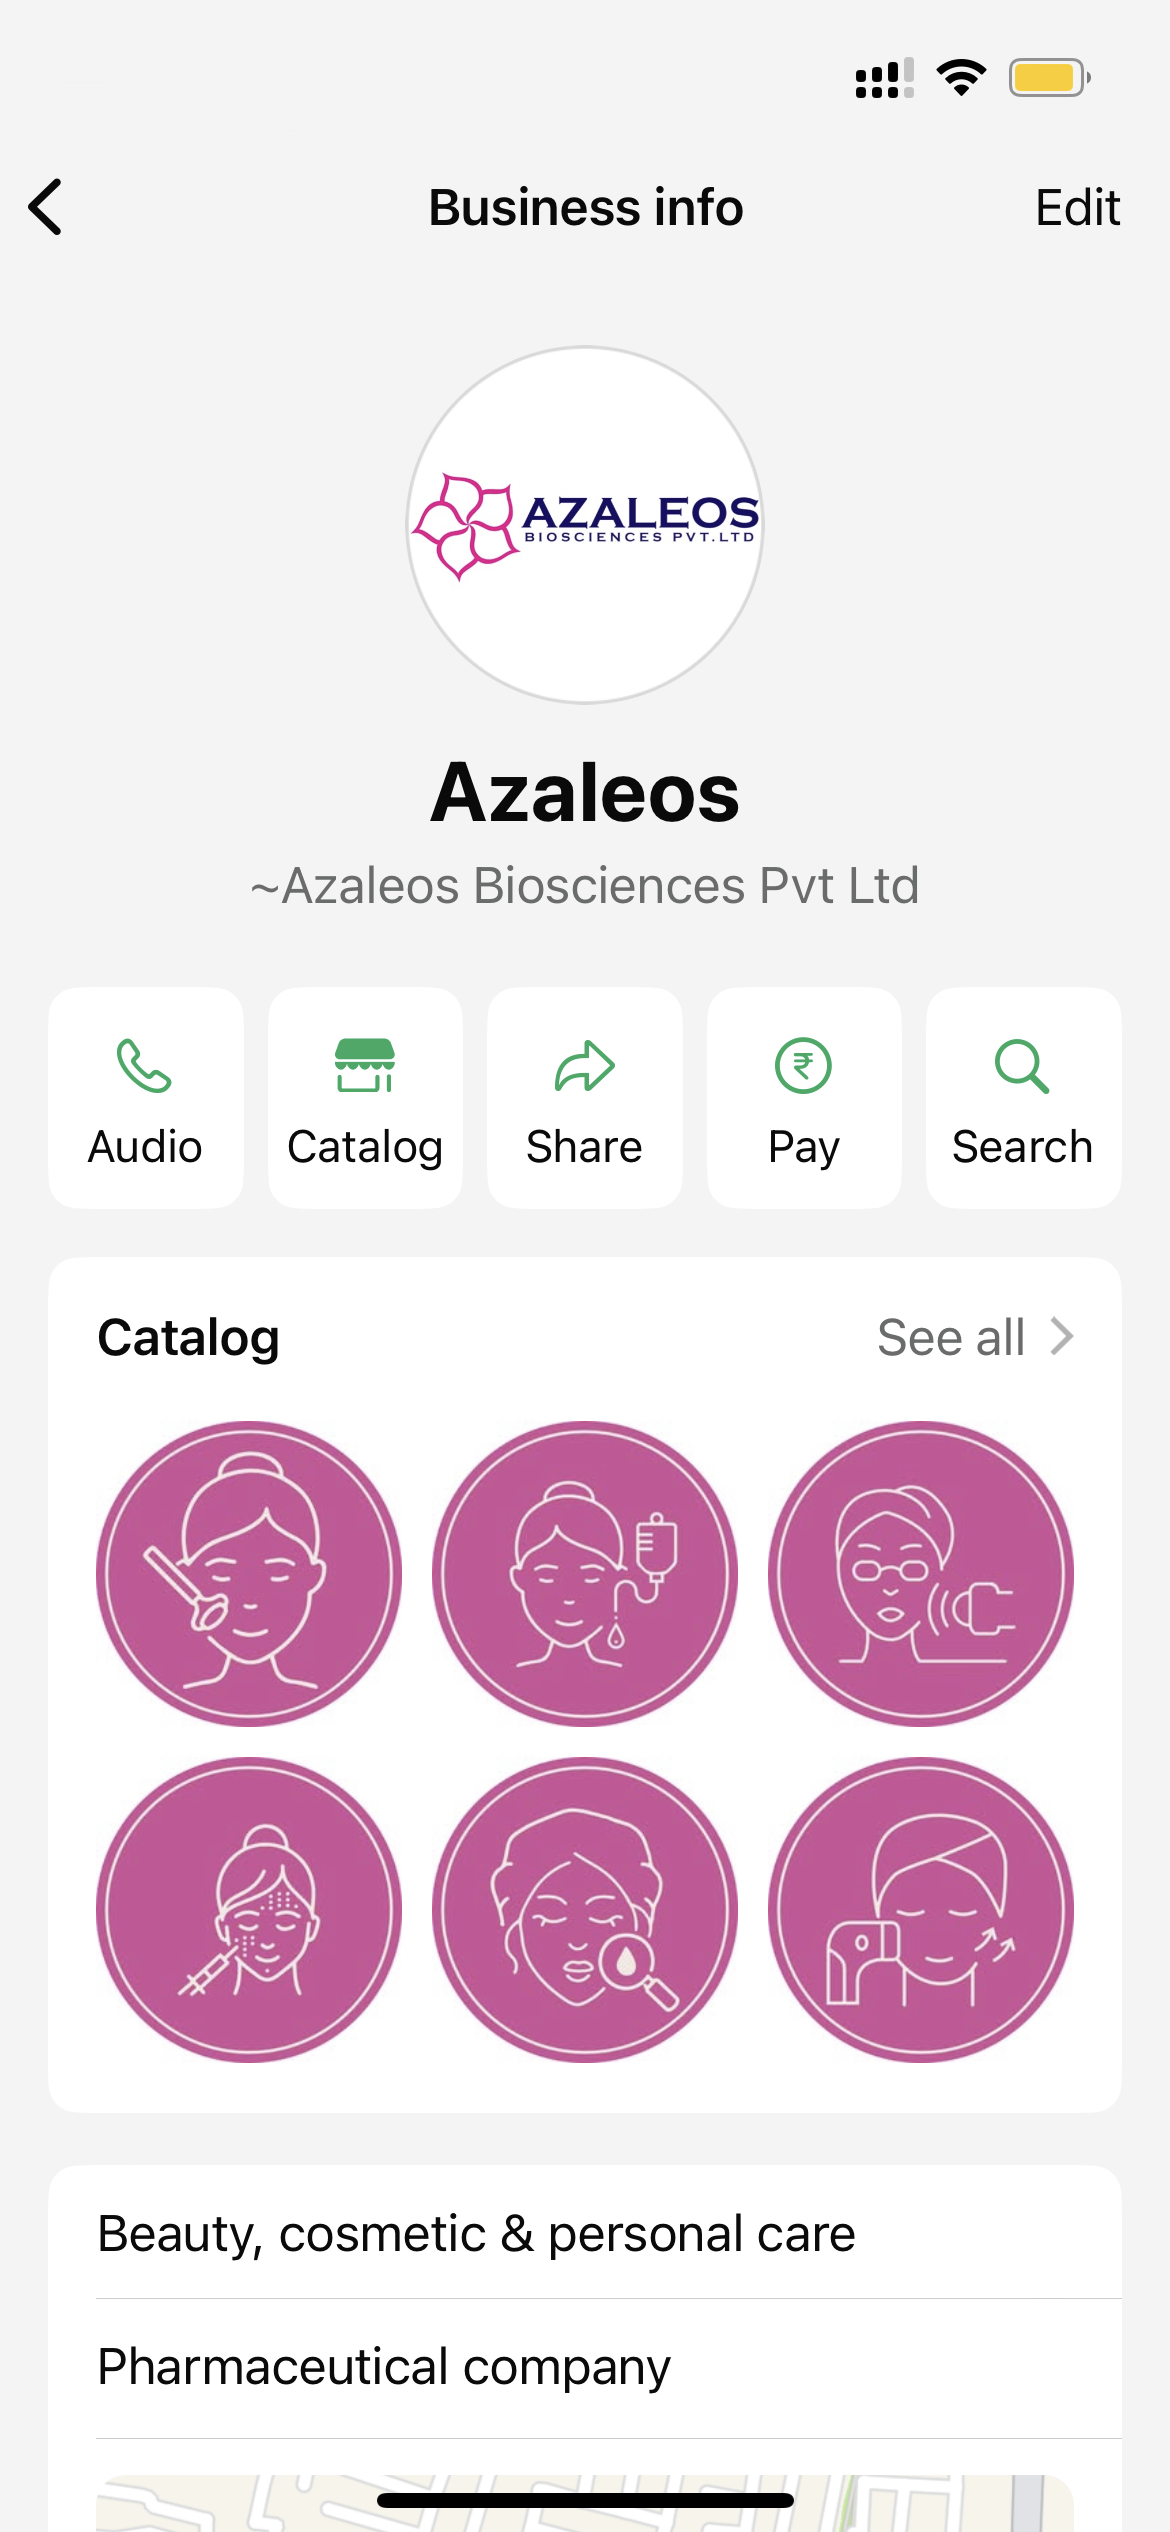 Business info
Edit
AZALEOS
BIOSCIENCES PVT.LTD
Azaleos
~Azaleos Biosciences Pvt Ltd
Audio
Catalog
Share
Pay
Search
Catalog
See all
Beauty, cosmetic & personal care
Pharmaceutical company